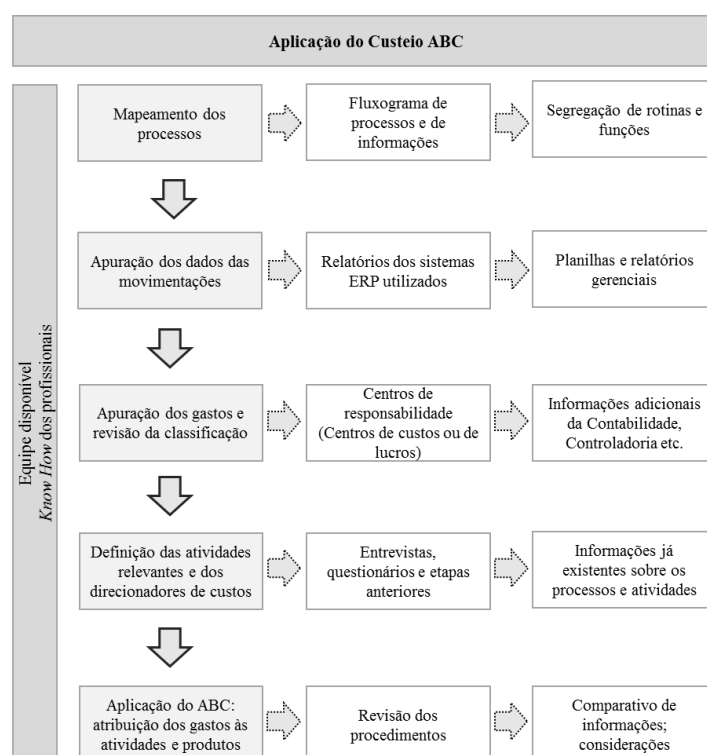 Aplicação do Custeio ABC
Equipe disponível
Know How dos profissionais
Mapeamento dos
processos
Fluxograma de
processos e de
informações
Segregação de rotinas e
funções
Apuração dos dados das
movimentações
Relatórios dos sistemas
ERP utilizados
Planilhas e relatórios
gerenciais
Apuração dos gastos e
revisão da classificação
Centros de
responsabilidade
(Centros de custos ou de
lucros)
Informações adicionais
da Contabilidade,
Controladoria etc.
Definição das atividades
relevantes e dos
direcionadores de custos
Entrevistas,
questionários e etapas
anteriores
Informações já
existentes sobre os
processos e atividades
Aplicação do ABC:
atribuição dos gastos às
atividades e produtos
Revisão dos
procedimentos
Comparativo de
informações;
considerações